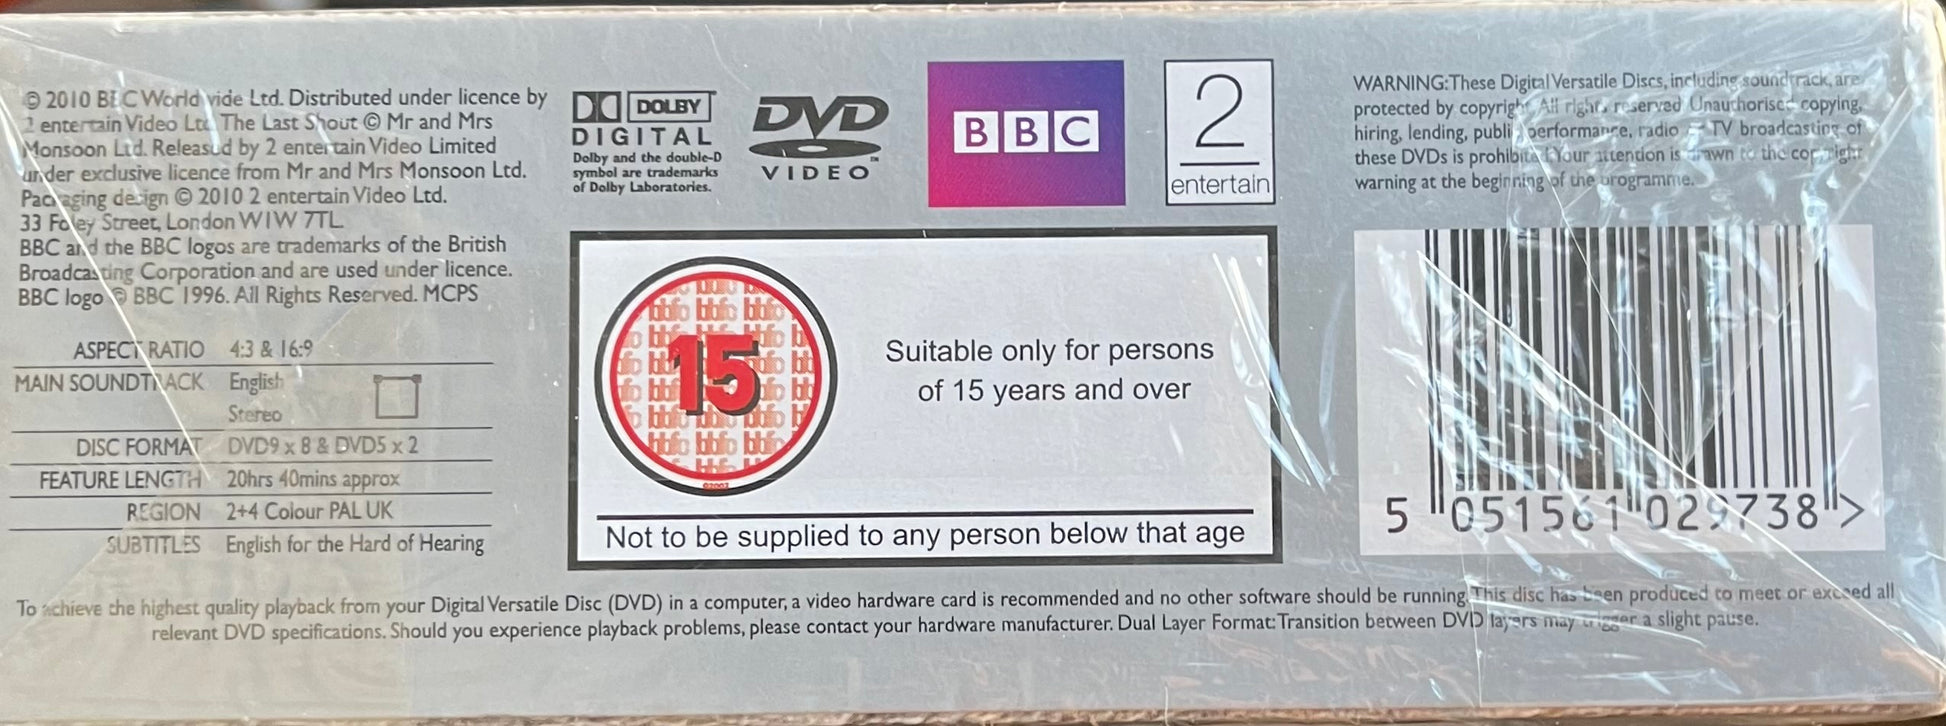 © 2010 BBC Worldwide Ltd. Distributed under licence by
2 entertain Video Ltd. The Last Shout © Mr and Mrs
Monsoon Ltd. Released by 2 entertain Video Limited
under exclusive licence from Mr and Mrs Monsoon Ltd.
Packaging design © 2010 2 entertain Video Ltd.
33 Foley Street, London W1W 7TL
BBC and the BBC logos are trademarks of the British
Broadcasting Corporation and are used under licence.
BBC logo © BBC 1996. All Rights Reserved. MCPS
ASPECT RATIO 4:3 & 16:9
MAIN SOUNDTRACK English
Stereo
DISC FORMAT DVD9 x 8 & DVD5 x 2
FEATURE LENGTH 20hrs 40mins approx
REGION 2+4 Colour PAL UK
SUBTITLES English for the Hard of Hearing
DOLBY
DIGITAL
Dolby and the double-D
symbol are trademarks
of Dolby Laboratories.
DVD
VIDEO
BBC
2
entertain
WARNING: These Digital Versatile Discs, including soundtrack, are
protected by copyright. All rights reserved. Unauthorised copying,
hiring, lending, public performance, radio or TV broadcasting of
these DVDs is prohibited. Your attention is drawn to the copyright
warning at the beginning of the programme.
bbfc
15
©2002
Suitable only for persons
of 15 years and over
Not to be supplied to any person below that age
5 051561 029738 >
To achieve the highest quality playback from your Digital Versatile Disc (DVD) in a computer, a video hardware card is recommended and no other software should be running. This disc has been produced to meet or exceed all
relevant DVD specifications. Should you experience playback problems, please contact your hardware manufacturer. Dual Layer Format: Transition between DVD layers may trigger a slight pause.